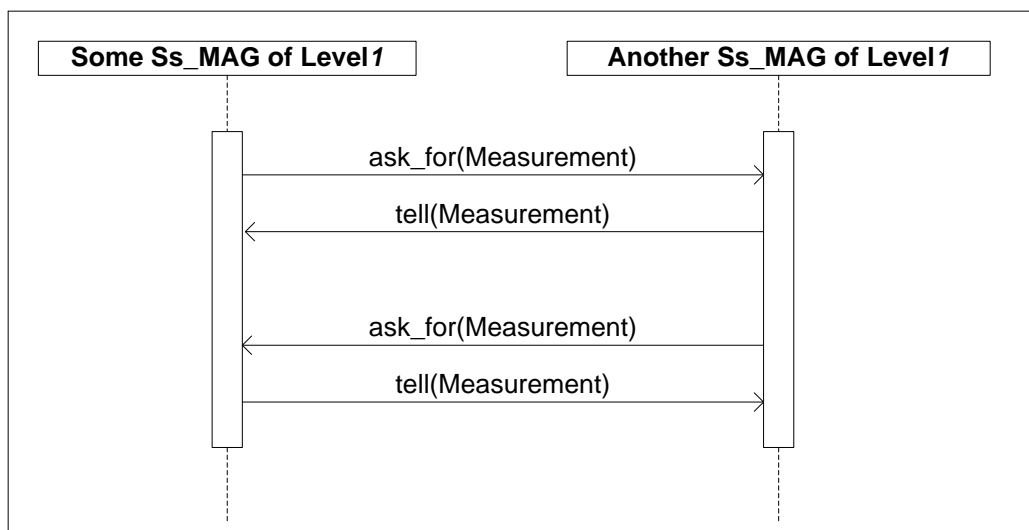 Some Ss_MAG of Level1
Another Ss_MAG of Level1
ask_for(Measurement)
tell(Measurement)
ask_for(Measurement)
tell(Measurement)